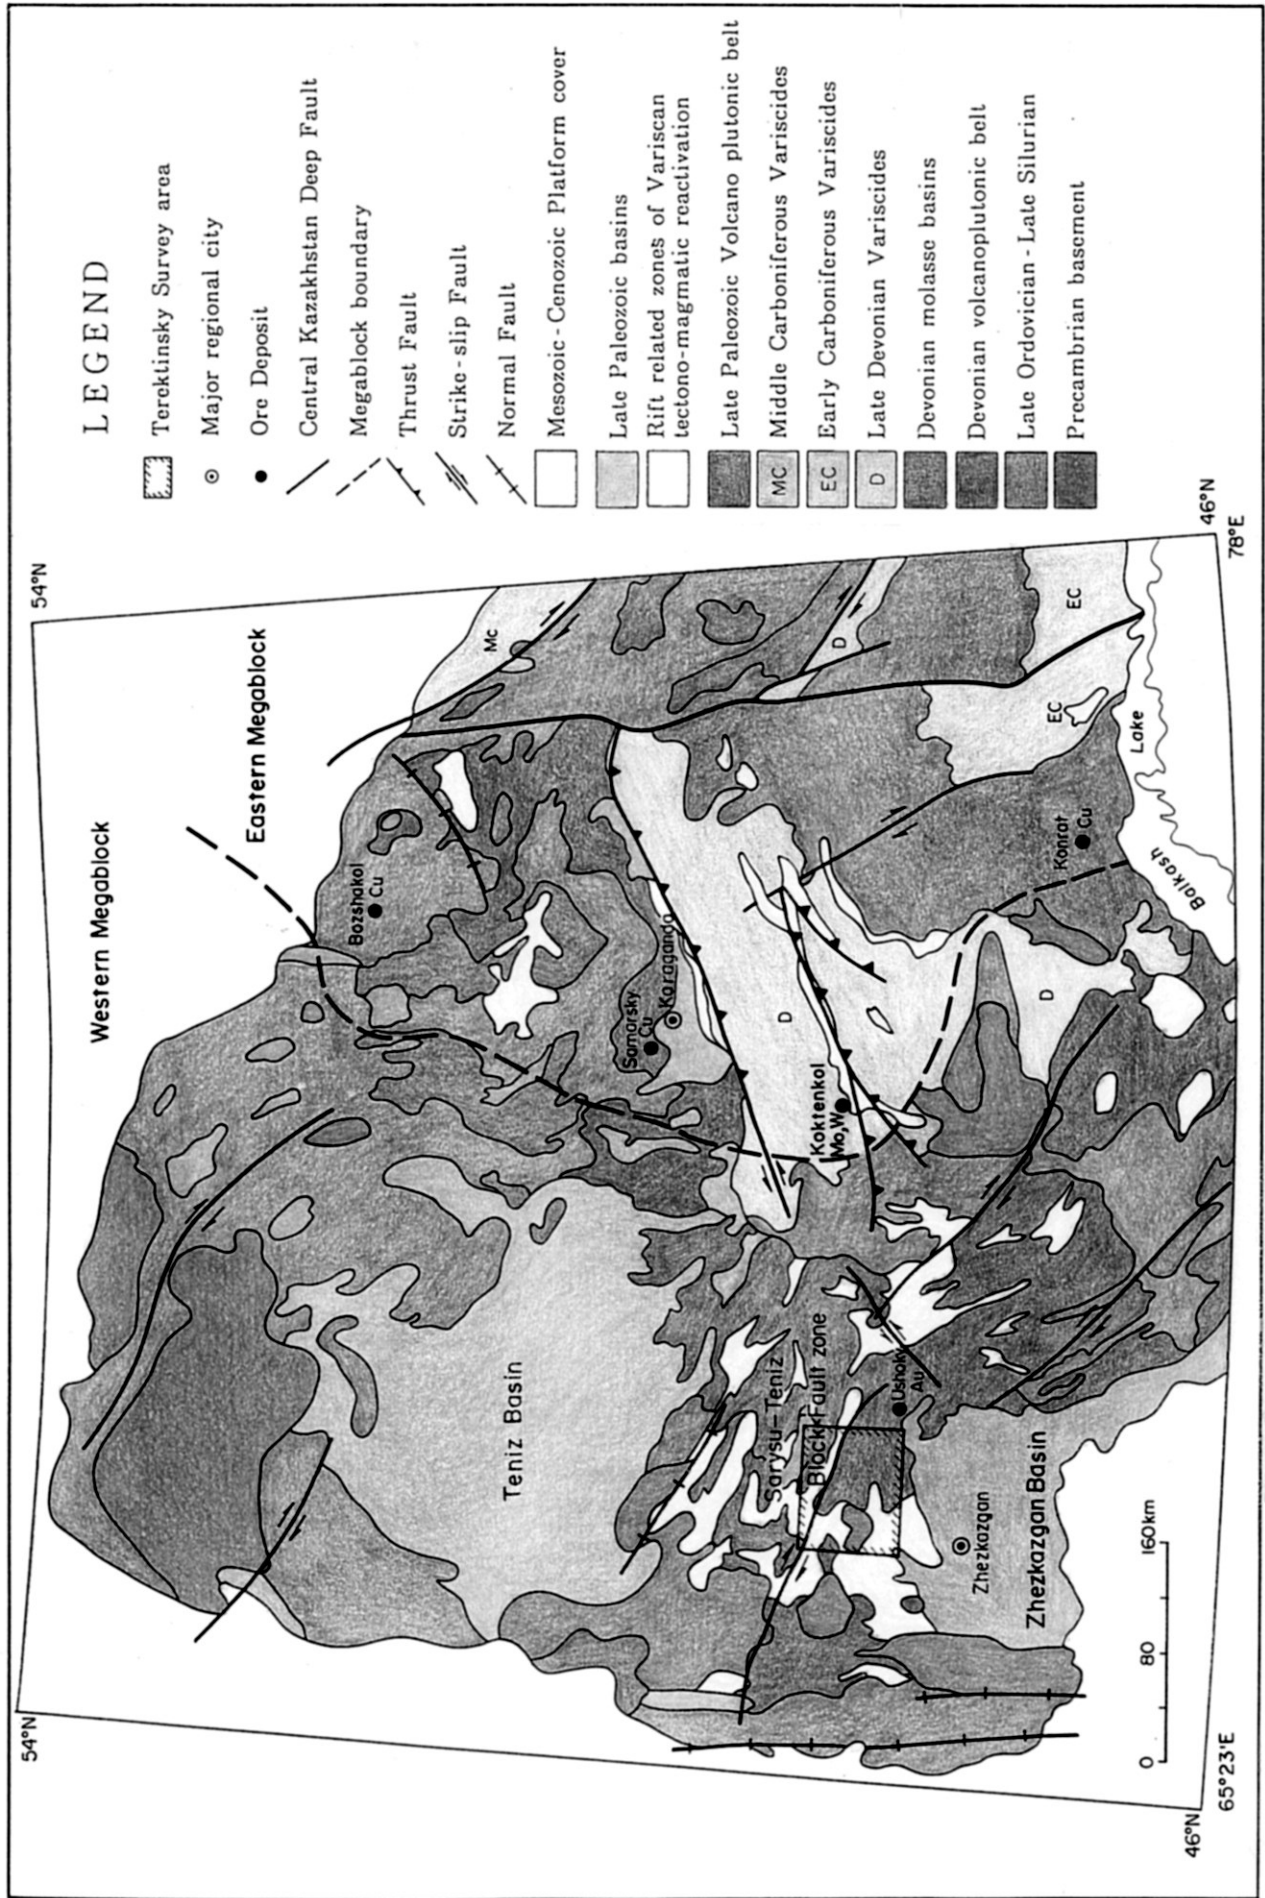 LEGEND
Terektinsky Survey area
Major regional city
Ore Deposit
Central Kazakhstan Deep Fault
Megablock boundary
Thrust Fault
Strike-slip Fault
Normal Fault
Mesozoic-Cenozoic Platform cover
Late Paleozoic basins
Rift related zones of Variscan
tectono-magmatic reactivation
Late Paleozoic Volcano plutonic belt
MC Middle Carboniferous Variscides
EC Early Carboniferous Variscides
D Late Devonian Variscides
Devonian molasse basins
Devonian volcanoplutonic belt
Late Ordovician-Late Silurian
Precambrian basement
54°N
54°N
Western Megablock
Eastern Megablock
Mc
Bozshakol
Cu
Samarsky
Cu
Karaganda
D
Teniz Basin
D
Koktenkol
Mo,W
Sarysu-Teniz
Block Fault zone
Ushoky
Au
D
EC
EC
Konrat
Cu
Lake
Balkash
Zhezkazgan
Zhezkazgan Basin
0 80 160km
46°N
65°23'E
46°N
78°E